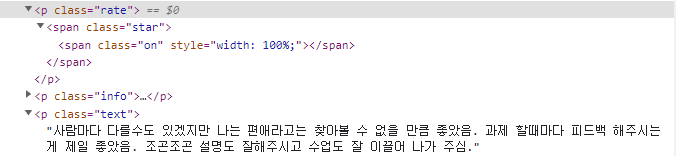 ▼<p class="rate"> == $0
▼<span class="star">
<span class="on" style="width: 100%;"></span>
</span>
</p>
▶<p class="info">…</p>
▼<p class="text">
"사람마다 다를수도 있겠지만 나는 편애라고는 찾아볼 수 없을 만큼 좋았음. 과제 할때마다 피드백 해주시는
게 제일 좋았음. 조곤조곤 설명도 잘해주시고 수업도 잘 이끌어 나가 주심."